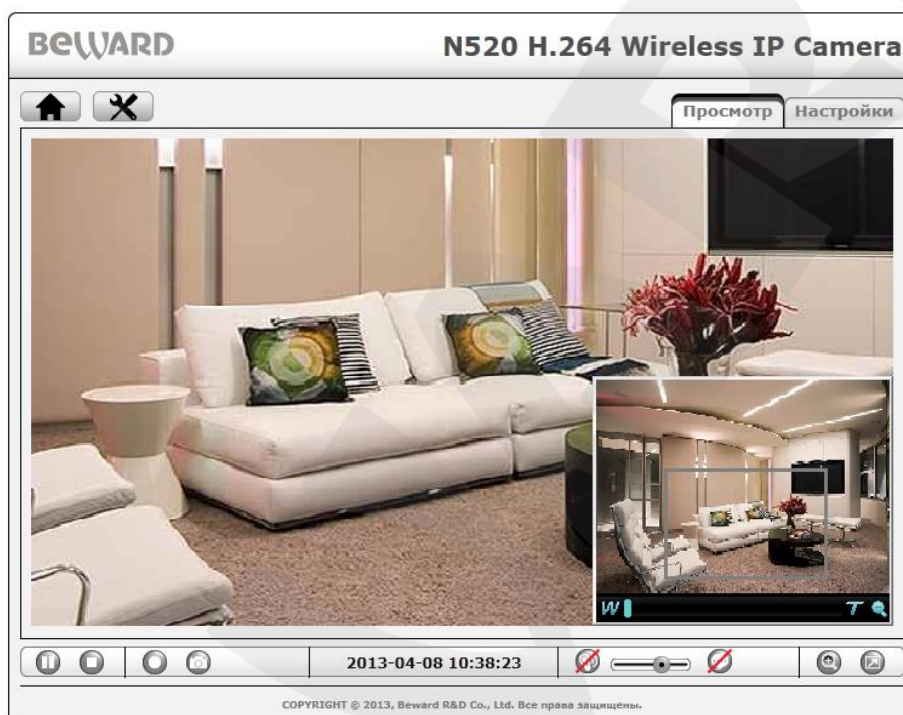 BEWARD
N520 H.264 Wireless IP Camera
Просмотр Настройки
W T
2013-04-08 10:38:23
COPYRIGHT © 2013, Beward R&D Co., Ltd. Все права защищены.